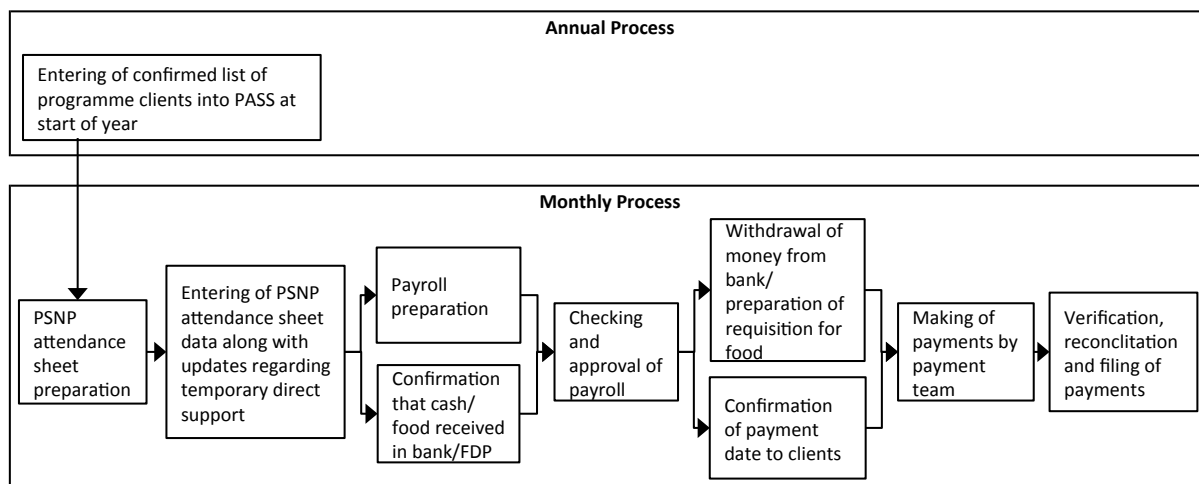 Annual Process
Entering of confirmed list of
programme clients into PASS at
start of year
Monthly Process
PSNP
attendance
sheet
preparation
Entering of PSNP
attendance sheet
data along with
updates regarding
temporary direct
support
Payroll
preparation
Confirmation
that cash/
food received
in bank/FDP
Checking
and
approval of
payroll
Withdrawal of
money from
bank/
preparation of
requisition for
food
Confirmation
of payment
date to clients
Making of
payments by
payment
team
Verification,
reconclitation
and filing of
payments